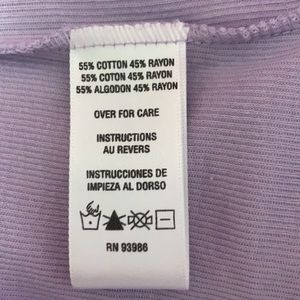 55% COTTON 45% RAYON
55% COTON 45% RAYON
55% ALGODON 45% RAYON
OVER FOR CARE
INSTRUCTIONS
AU REVERS
INSTRUCCIONES DE
IMPIEZA AL DORSO
RN 93986